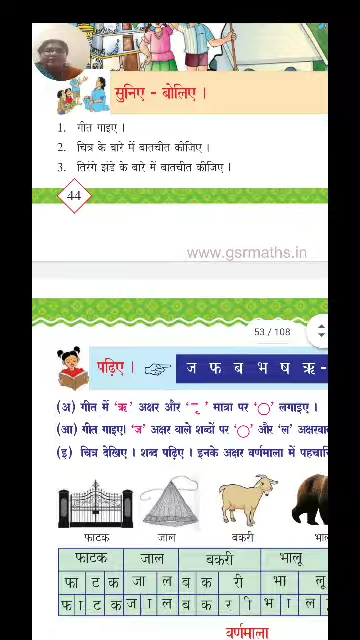 सुनिए - बोलिए ।
1. गीत गाइए ।
2. चित्र के बारे में बातचीत कीजिए ।
3. तिरंगे झंडे के बारे में बातचीत कीजिए ।
44
www.gsrmaths.in
53 / 108
पढ़िए । ज फ ब भ ष ऋ -
(अ) गीत में 'ऋ' अक्षर और ' ृ ' मात्रा पर '○' लगाइए ।
(आ) गीत गाइए। 'ज' अक्षर वाले शब्दों पर '○' और 'ल' अक्षरवा
(इ) चित्र देखिए । शब्द पढ़िए । इनके अक्षर वर्णमाला में पहचारि
फाटक जाल बकरी भाल
फाटक जाल बकरी भालू
फा ट क जा ल ब क री भा लू
फ ा ट क ज ा ल ब क र ी भ ा ल
वर्णमाला